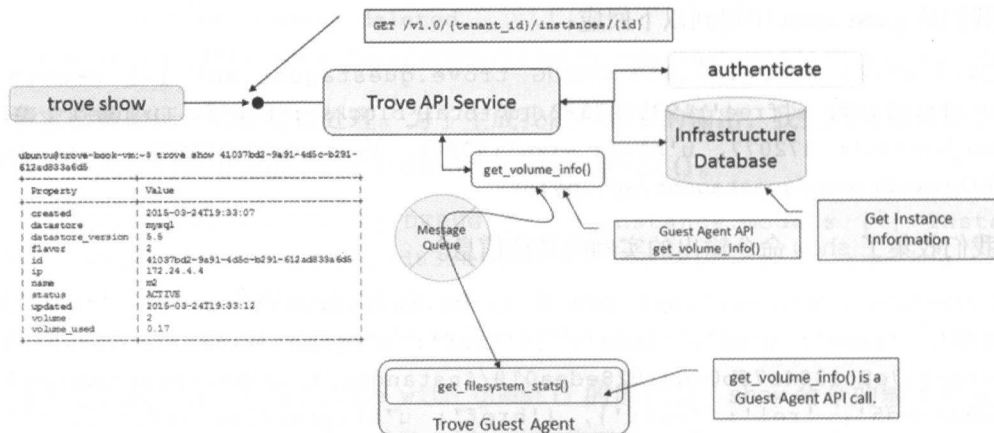 GET /v1.0/{tenant_id}/instances/{id}
trove show
Trove API Service
authenticate
Infrastructure
Database
get_volume_info()
Message
Queue
Guest Agent API
get_volume_info()
Get Instance
Information
ubuntu@trove-book-vm:~$ trove show 41037bd2-9a91-4d5c-b291-
612ad833a6d5
| Property | Value
| created | 2015-03-24T19:33:07
| datastore | mysql
| datastore_version | 5.6
| flavor | 2
| id | 41037bd2-9a91-4d5c-b291-612ad833a6d5
| ip | 172.24.4.4
| name | m2
| status | ACTIVE
| updated | 2015-03-24T19:33:12
| volume | 2
| volume_used | 0.17
get_filesystem_stats()
Trove Guest Agent
get_volume_info() is a
Guest Agent API call.